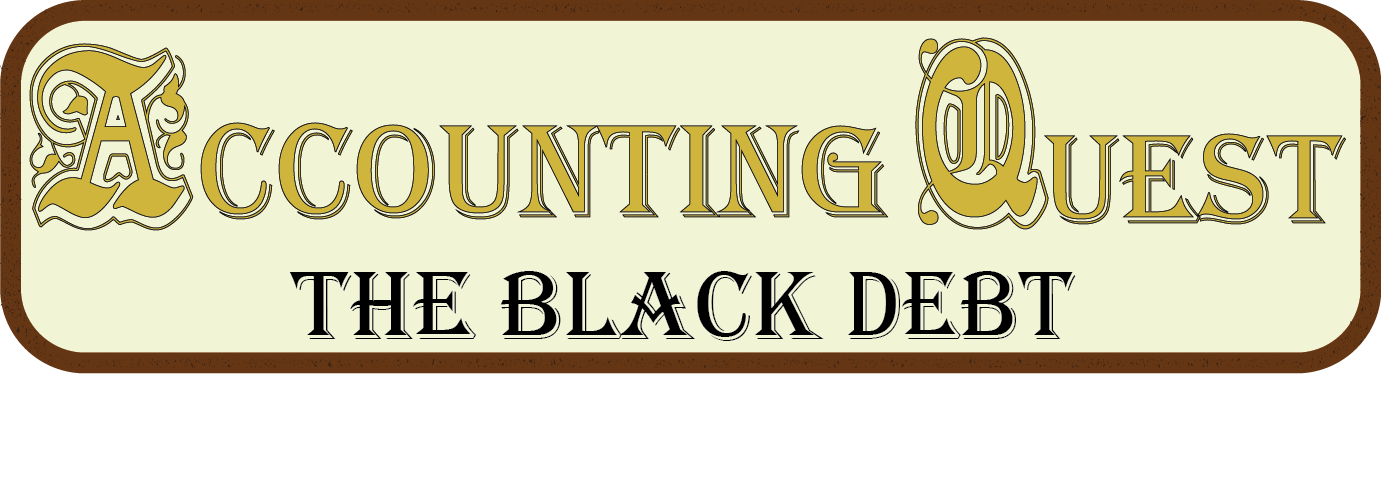 ACCOUNTING QUEST
THE BLACK DEBT